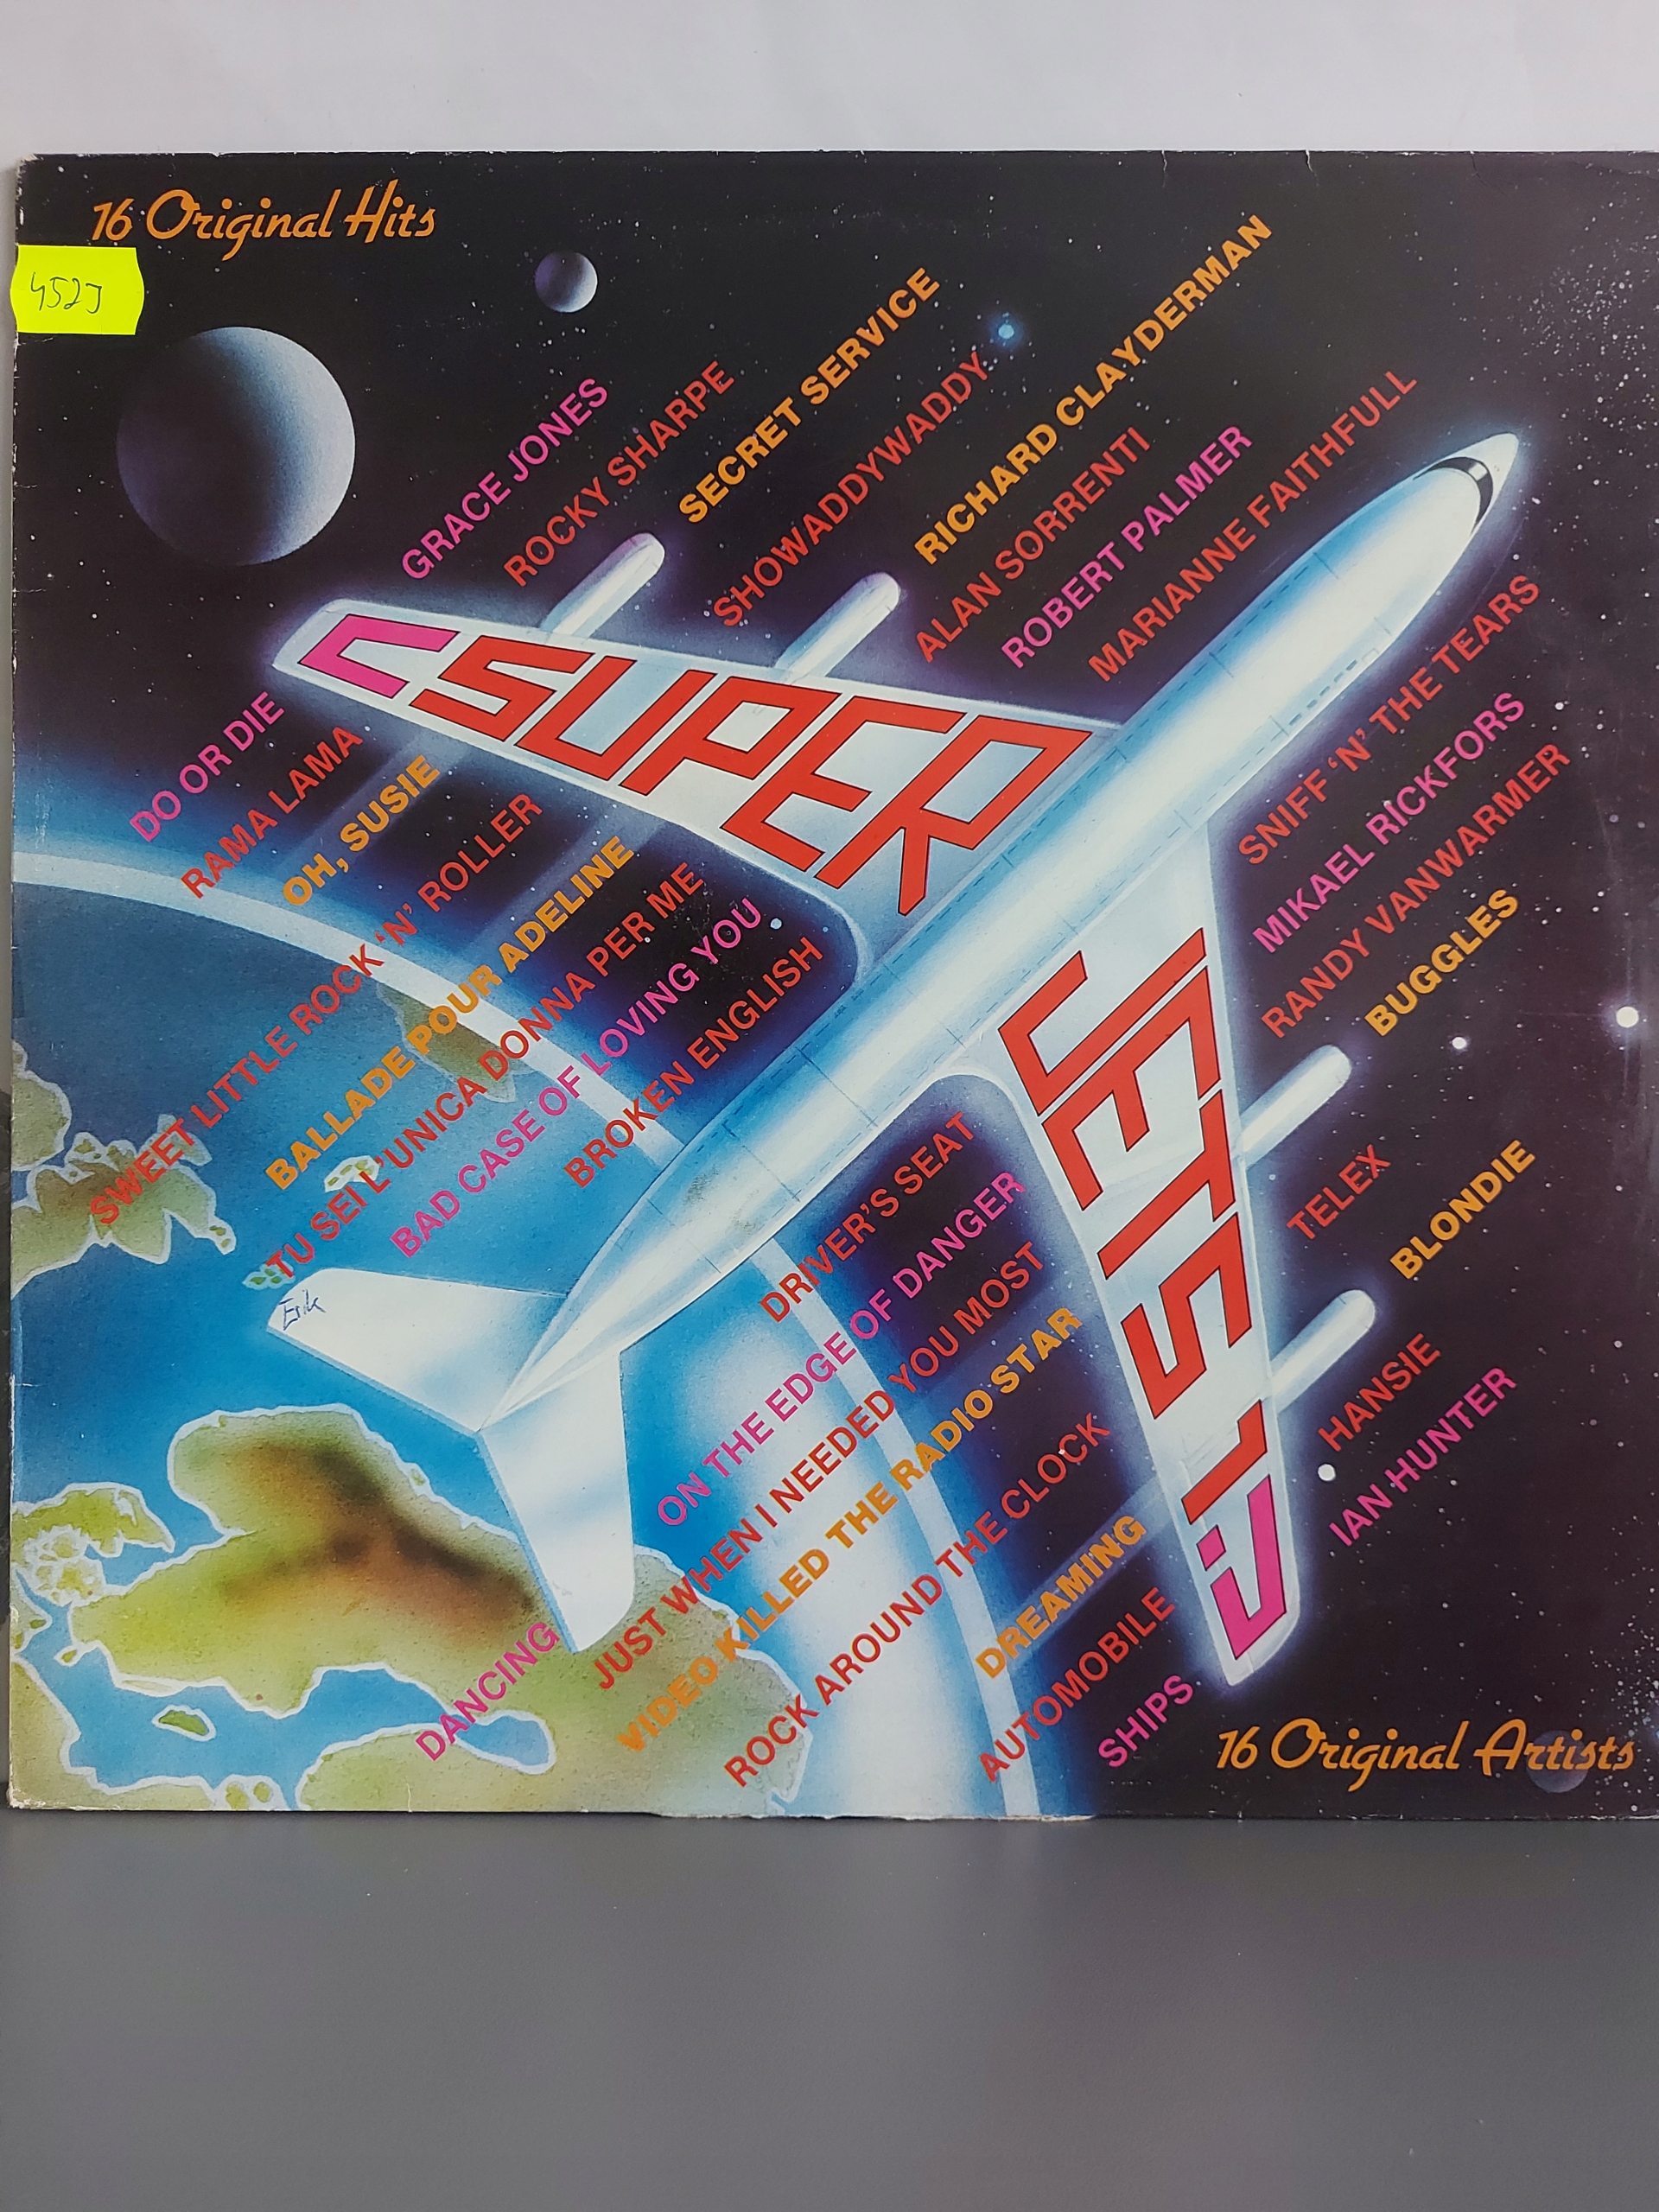 16 Original Hits
GRACE JONES
ROCKY SHARPE
SECRET SERVICE
SHOWADDYWADDY
RICHARD CLAYDERMAN
ALAN SORRENTI
ROBERT PALMER
MARIANNE FAITHFULL
SUPER
DO OR DIE
RAMA LAMA
OH, SUSIE
SWEET LITTLE ROCK 'N' ROLLER
BALLADE POUR ADELINE
TU SEI L'UNICA DONNA PER ME
BAD CASE OF LOVING YOU
BROKEN ENGLISH
SNIFF 'N' THE TEARS
MIKAEL RICKFORS
RANDY VANWARMER
BUGGLES
TELEX
BLONDIE
HANSIE
IAN HUNTER
JETS 1
DRIVER'S SEAT
ON THE EDGE OF DANGER
JUST WHEN I NEEDED YOU MOST
VIDEO KILLED THE RADIO STAR
ROCK AROUND THE CLOCK
DREAMING
AUTOMOBILE
SHIPS
DANCING
Erik
16 Original Artists